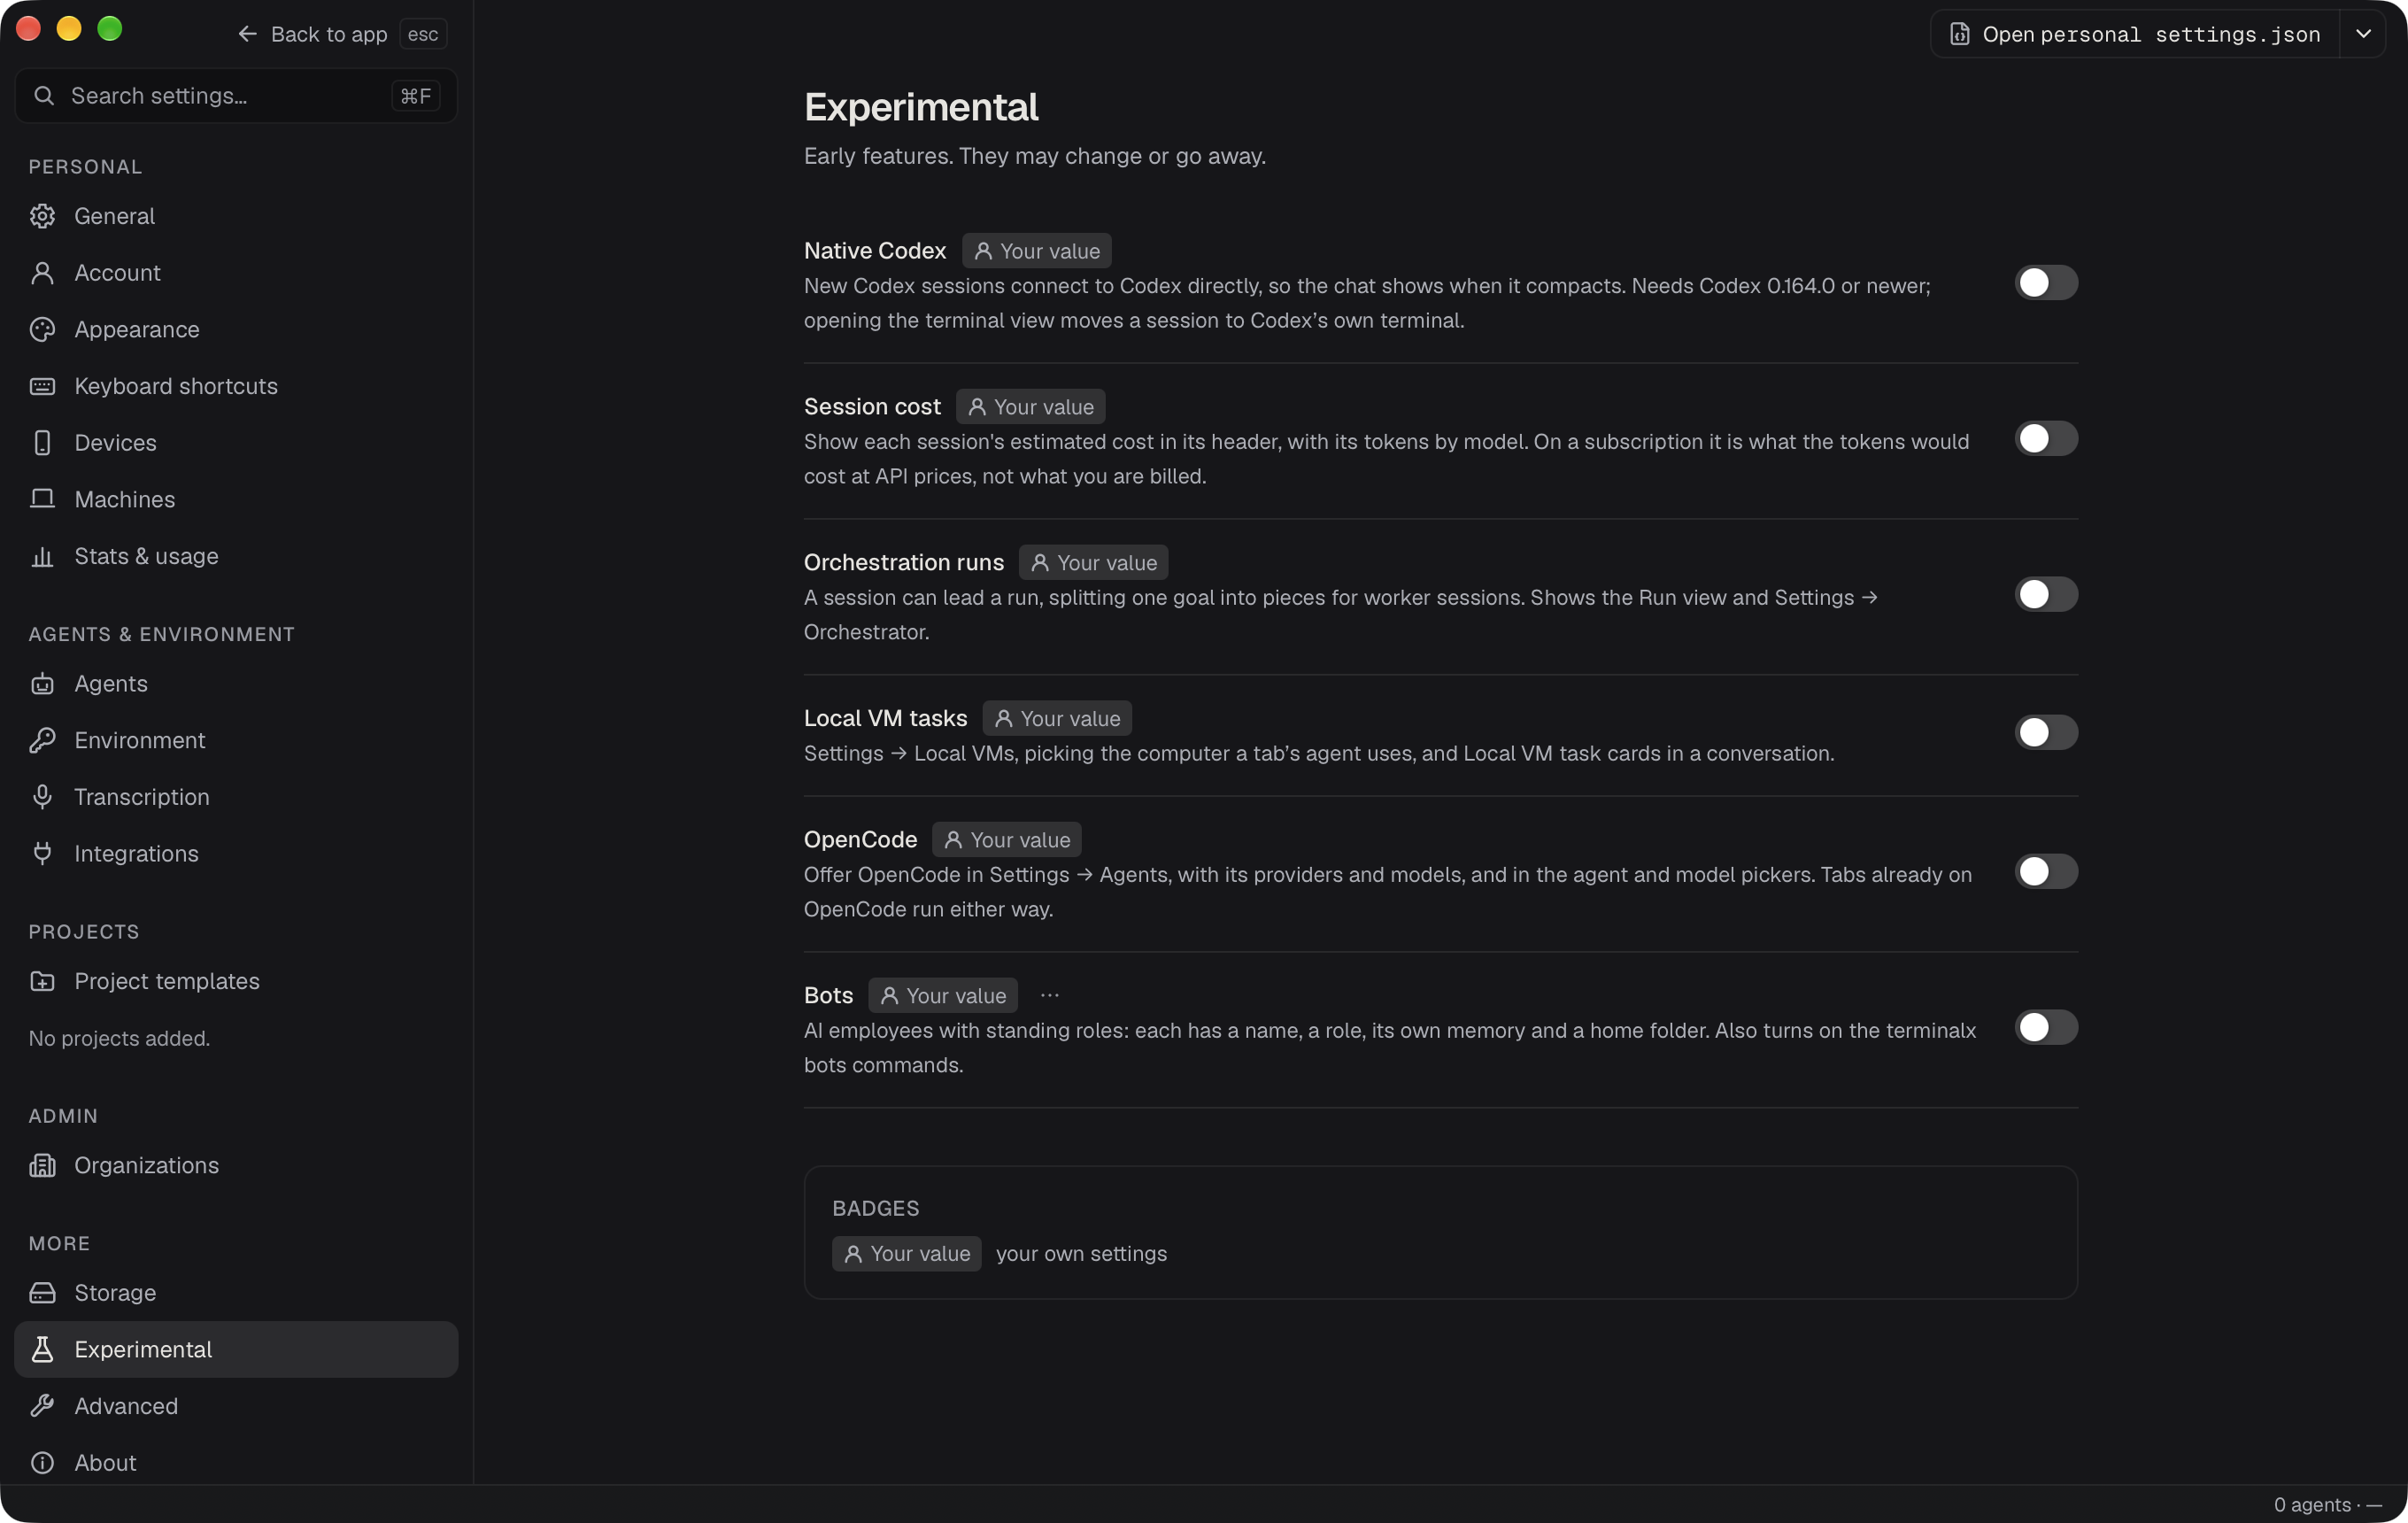 Back to app esc
Open personal settings.json
Search settings... ⌘F
PERSONAL
General
Account
Appearance
Keyboard shortcuts
Devices
Machines
Stats & usage
AGENTS & ENVIRONMENT
Agents
Environment
Transcription
Integrations
PROJECTS
Project templates
No projects added.
ADMIN
Organizations
MORE
Storage
Experimental
Advanced
About
Experimental
Early features. They may change or go away.
Native Codex Your value
New Codex sessions connect to Codex directly, so the chat shows when it compacts. Needs Codex 0.164.0 or newer;
opening the terminal view moves a session to Codex’s own terminal.
Session cost Your value
Show each session's estimated cost in its header, with its tokens by model. On a subscription it is what the tokens would
cost at API prices, not what you are billed.
Orchestration runs Your value
A session can lead a run, splitting one goal into pieces for worker sessions. Shows the Run view and Settings →
Orchestrator.
Local VM tasks Your value
Settings → Local VMs, picking the computer a tab’s agent uses, and Local VM task cards in a conversation.
OpenCode Your value
Offer OpenCode in Settings → Agents, with its providers and models, and in the agent and model pickers. Tabs already on
OpenCode run either way.
Bots Your value ···
AI employees with standing roles: each has a name, a role, its own memory and a home folder. Also turns on the terminalx
bots commands.
BADGES
Your value your own settings
0 agents · —